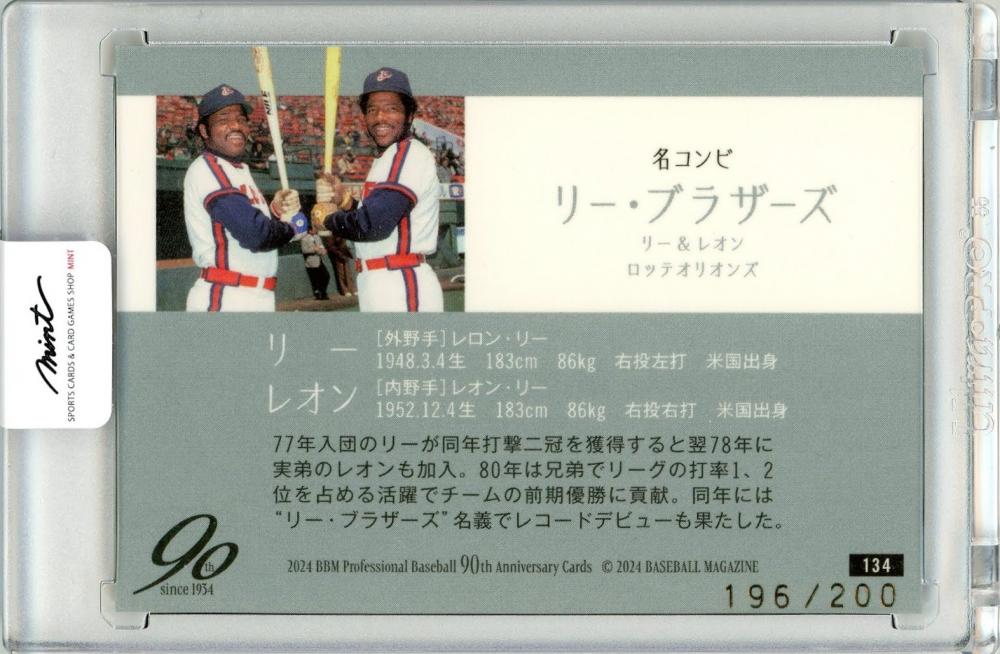 名コンビ
リー・ブラザーズ
リー＆レオン
ロッテオリオンズ
リー [外野手]レロン・リー
1948.3.4生 183cm 86kg 右投左打 米国出身
レオン [内野手]レオン・リー
1952.12.4生 183cm 86kg 右投右打 米国出身
77年入団のリーが同年打撃二冠を獲得すると翌78年に
実弟のレオンも加入。80年は兄弟でリーグの打率1、2
位を占める活躍でチームの前期優勝に貢献。同年には
“リー・ブラザーズ”名義でレコードデビューも果たした。
90th
since 1934
2024 BBM Professional Baseball 90th Anniversary Cards © 2024 BASEBALL MAGAZINE
134
196/200
mint
SPORTS CARDS & CARD GAMES SHOP MINT